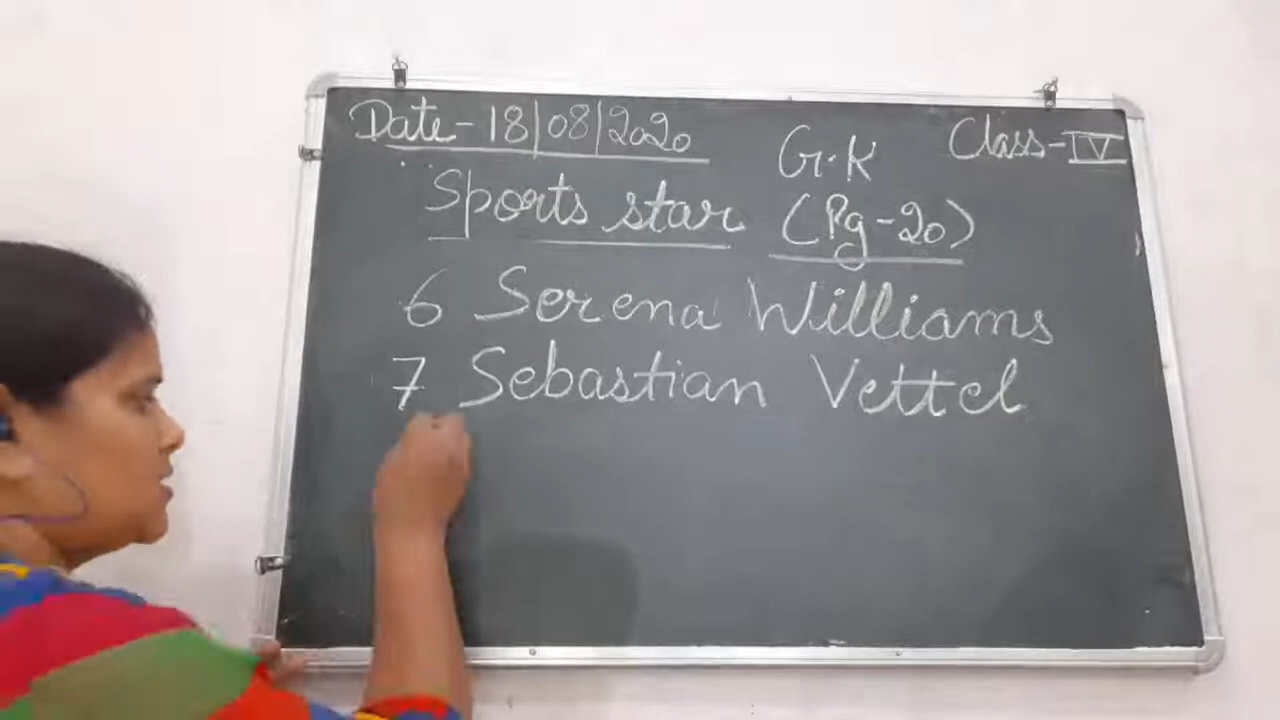 Date-18|08|2020 G.K Class-IV
Sports star (Pg-20)
6 Serena Williams
7 Sebastian Vettel